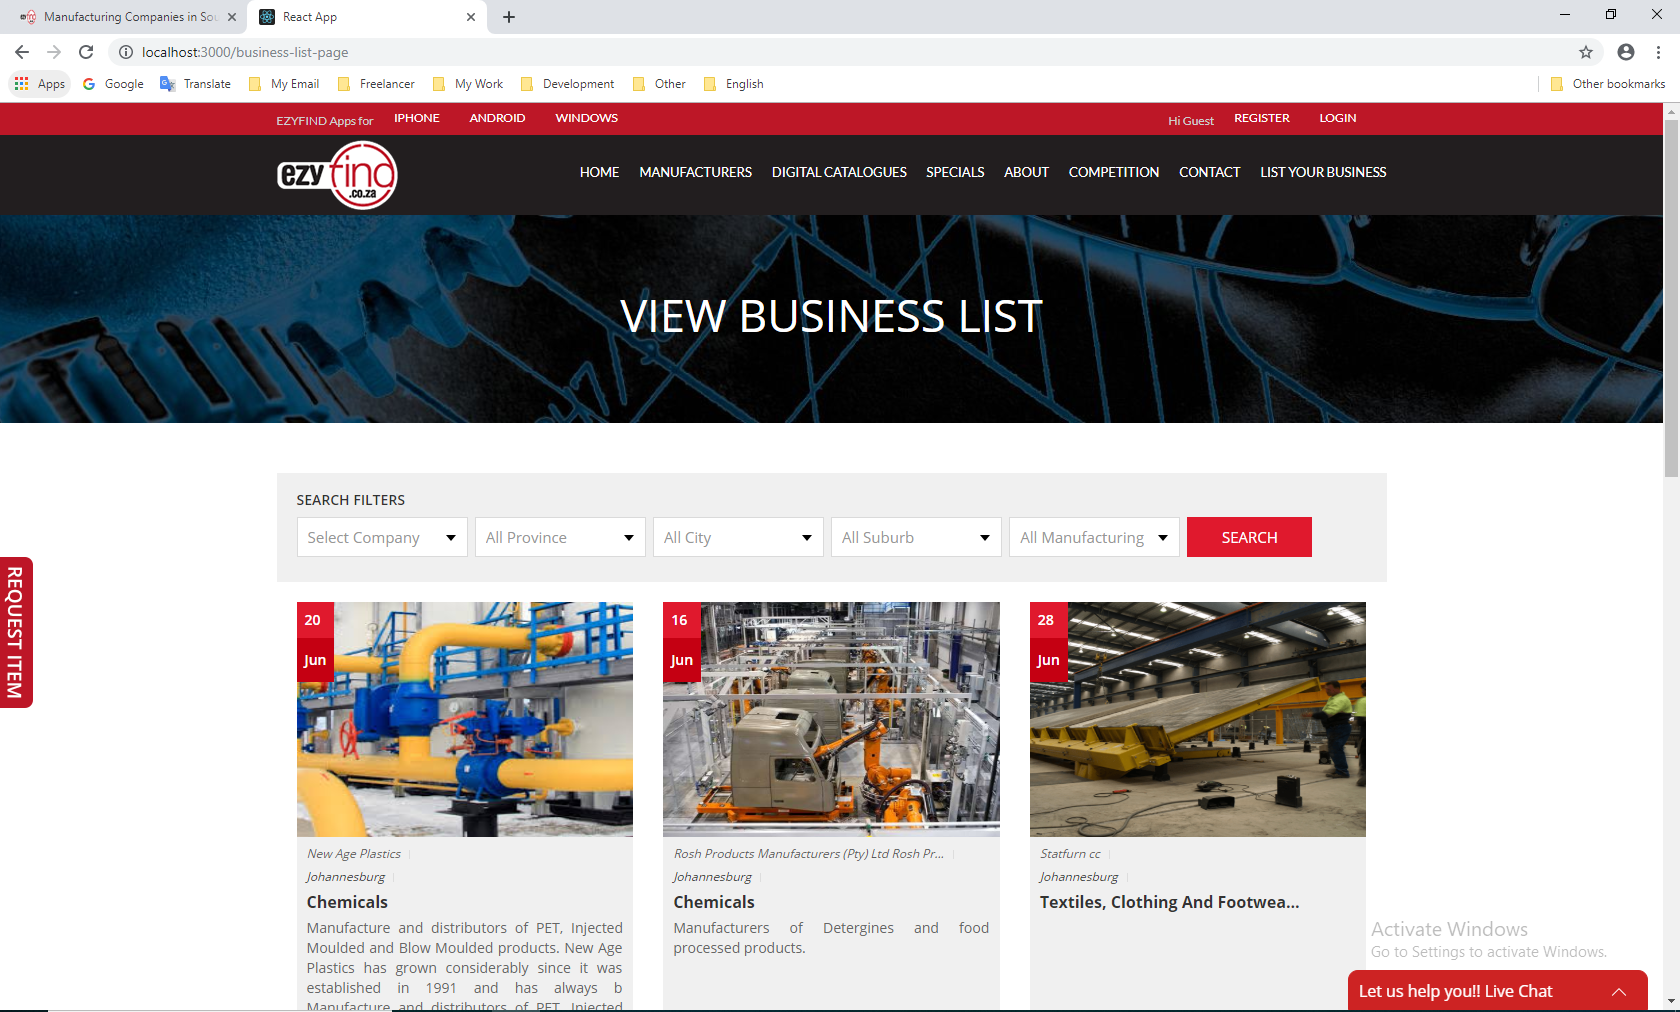 Manufacturing Companies in Sou
React App
localhost:3000/business-list-page
Apps Google Translate My Email Freelancer My Work Development Other English Other bookmarks
EZYFIND Apps for IPHONE ANDROID WINDOWS Hi Guest REGISTER LOGIN
ezyfind
.co.za
HOME MANUFACTURERS DIGITAL CATALOGUES SPECIALS ABOUT COMPETITION CONTACT LIST YOUR BUSINESS
VIEW BUSINESS LIST
SEARCH FILTERS
Select Company All Province All City All Suburb All Manufacturing SEARCH
REQUEST ITEM
20
Jun
New Age Plastics
Johannesburg
Chemicals
Manufacture and distributors of PET, Injected
Moulded and Blow Moulded products. New Age
Plastics has grown considerably since it was
established in 1991 and has always b
Manufacture and distributors of PET, Injected
16
Jun
Rosh Products Manufacturers (Pty) Ltd Rosh Pr...
Johannesburg
Chemicals
Manufacturers of Detergines and food
processed products.
28
Jun
Statfurn cc
Johannesburg
Textiles, Clothing And Footwea...
Activate Windows
Go to Settings to activate Windows.
Let us help you!! Live Chat